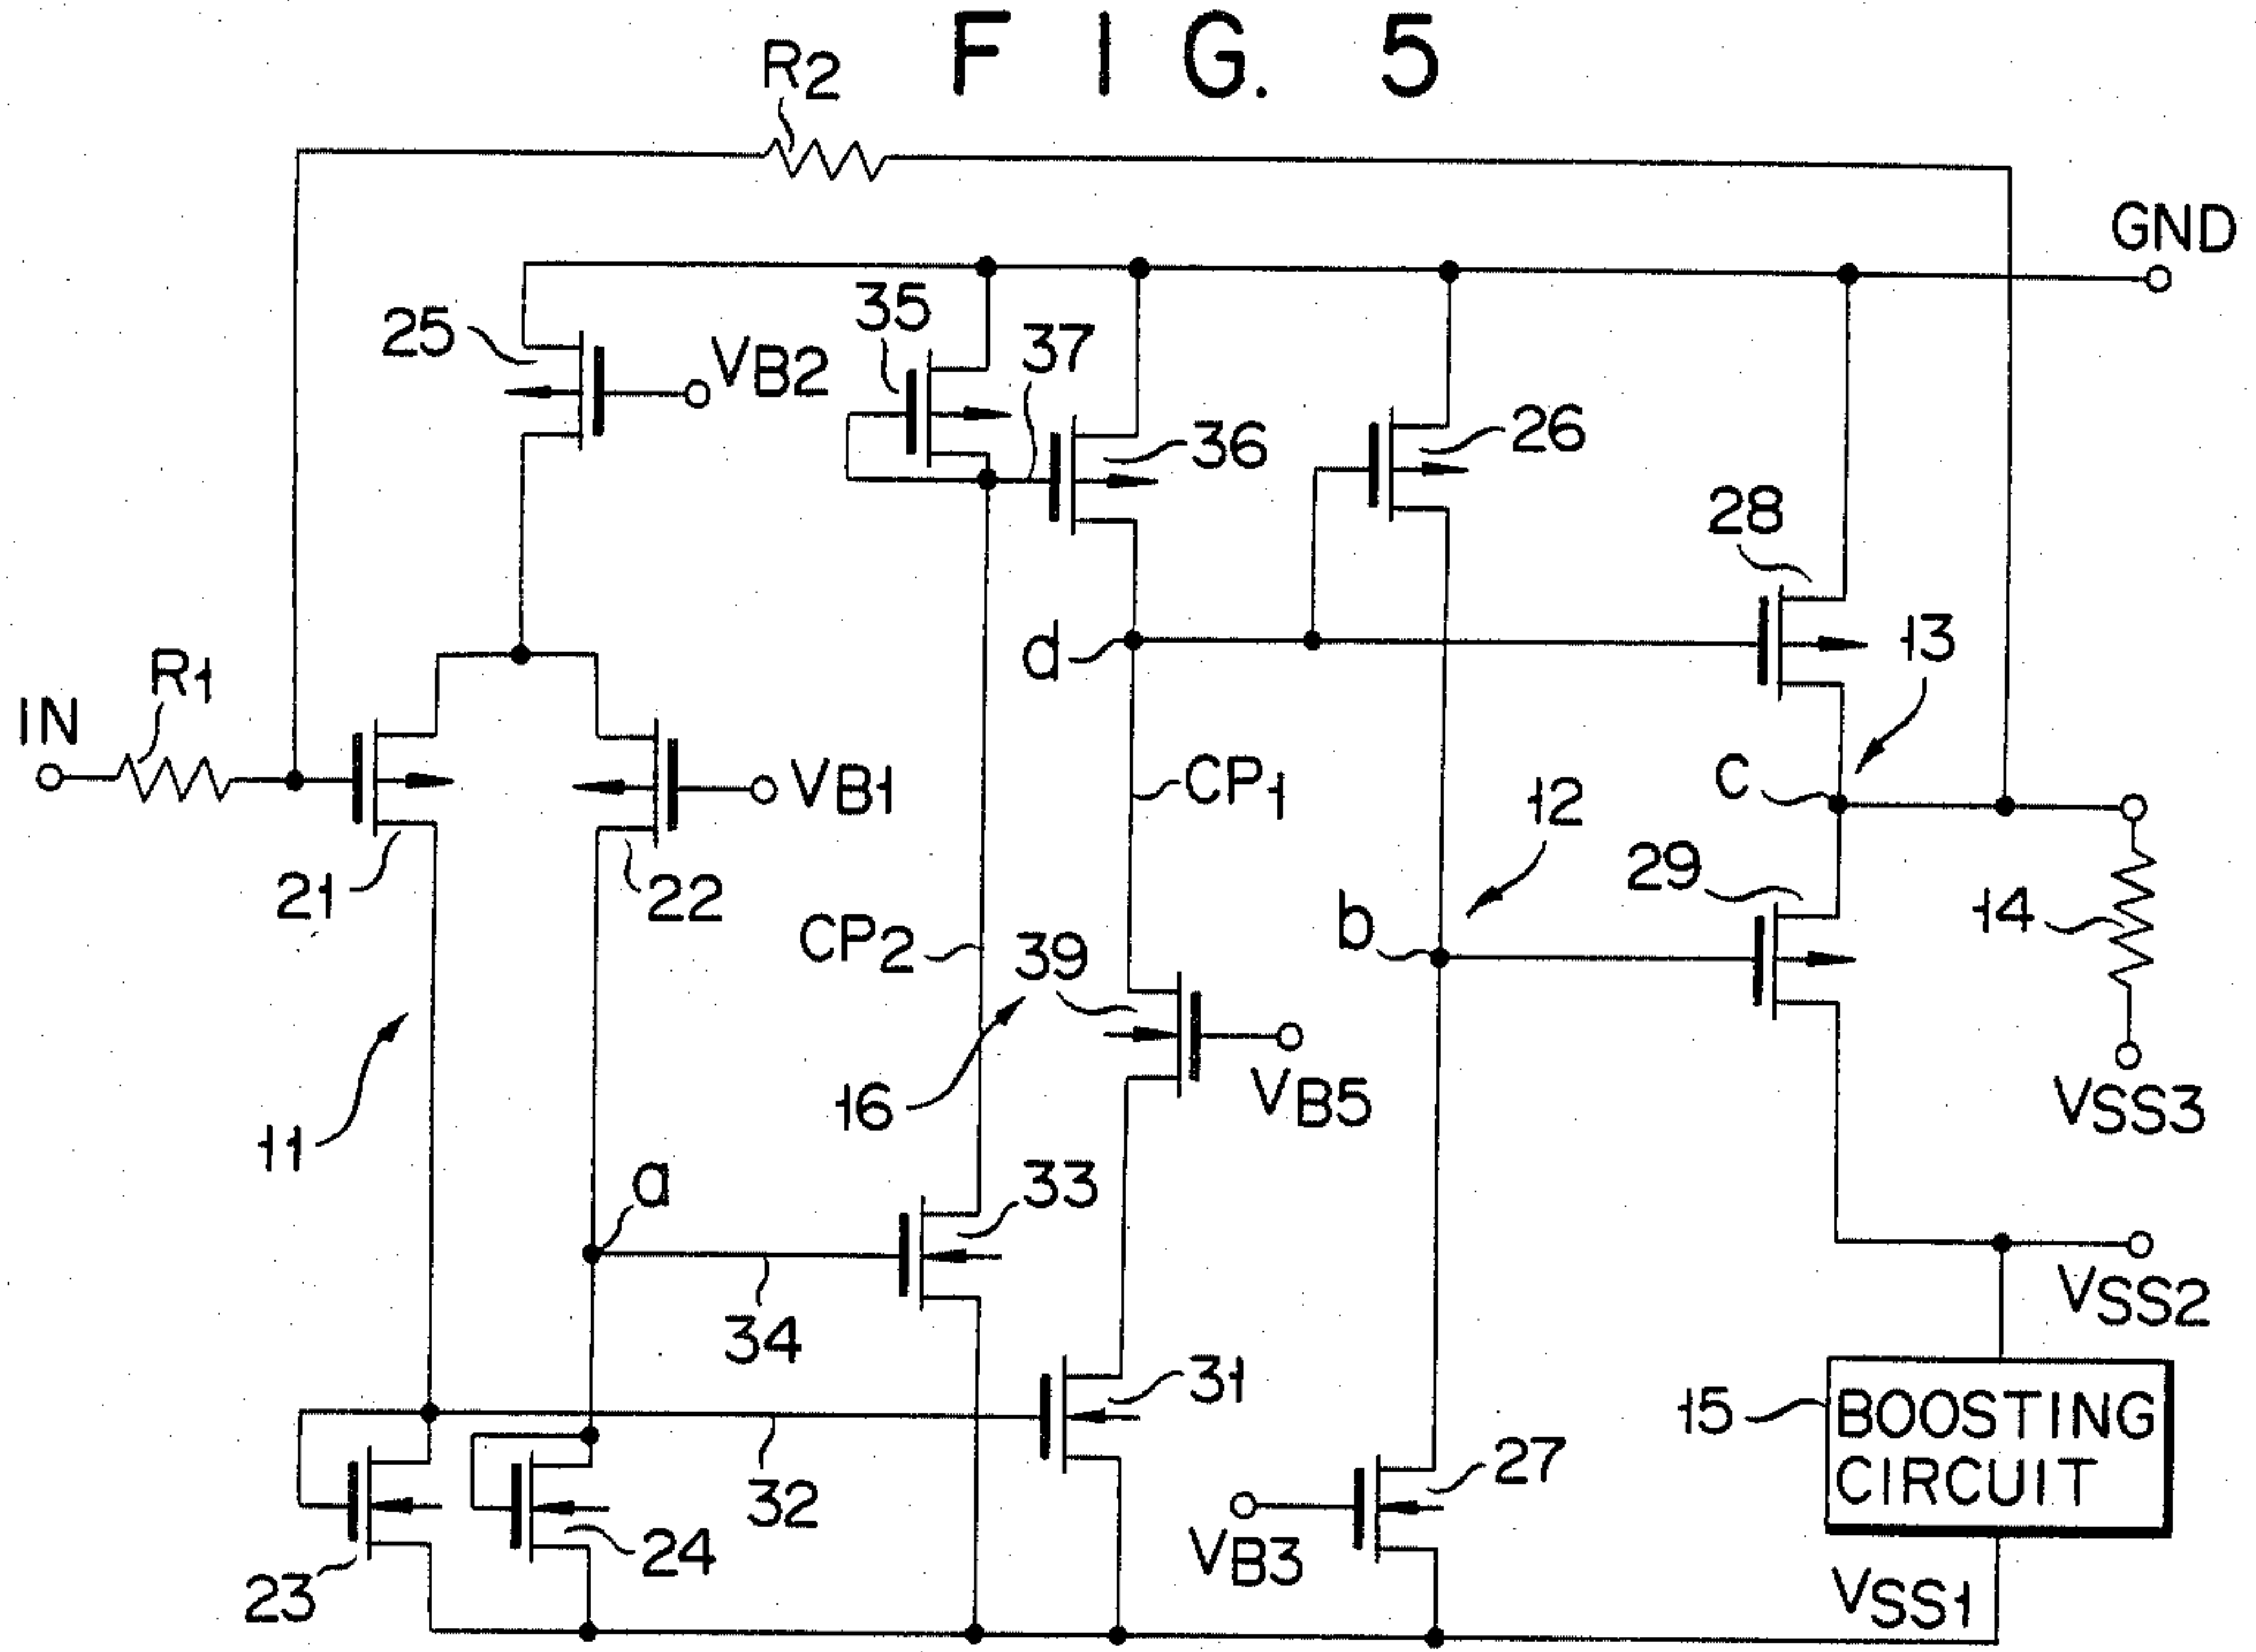 FIG. 5
R2
GND
25
VB2
35
37
36
26
28
13
IN
R1
d
21
22
VB1
CP1
C
12
29
14
CP2
39
b
VSS3
11
16
VB5
a
33
34
VSS2
31
15
BOOSTING
CIRCUIT
32
27
23
24
VB3
VSS1